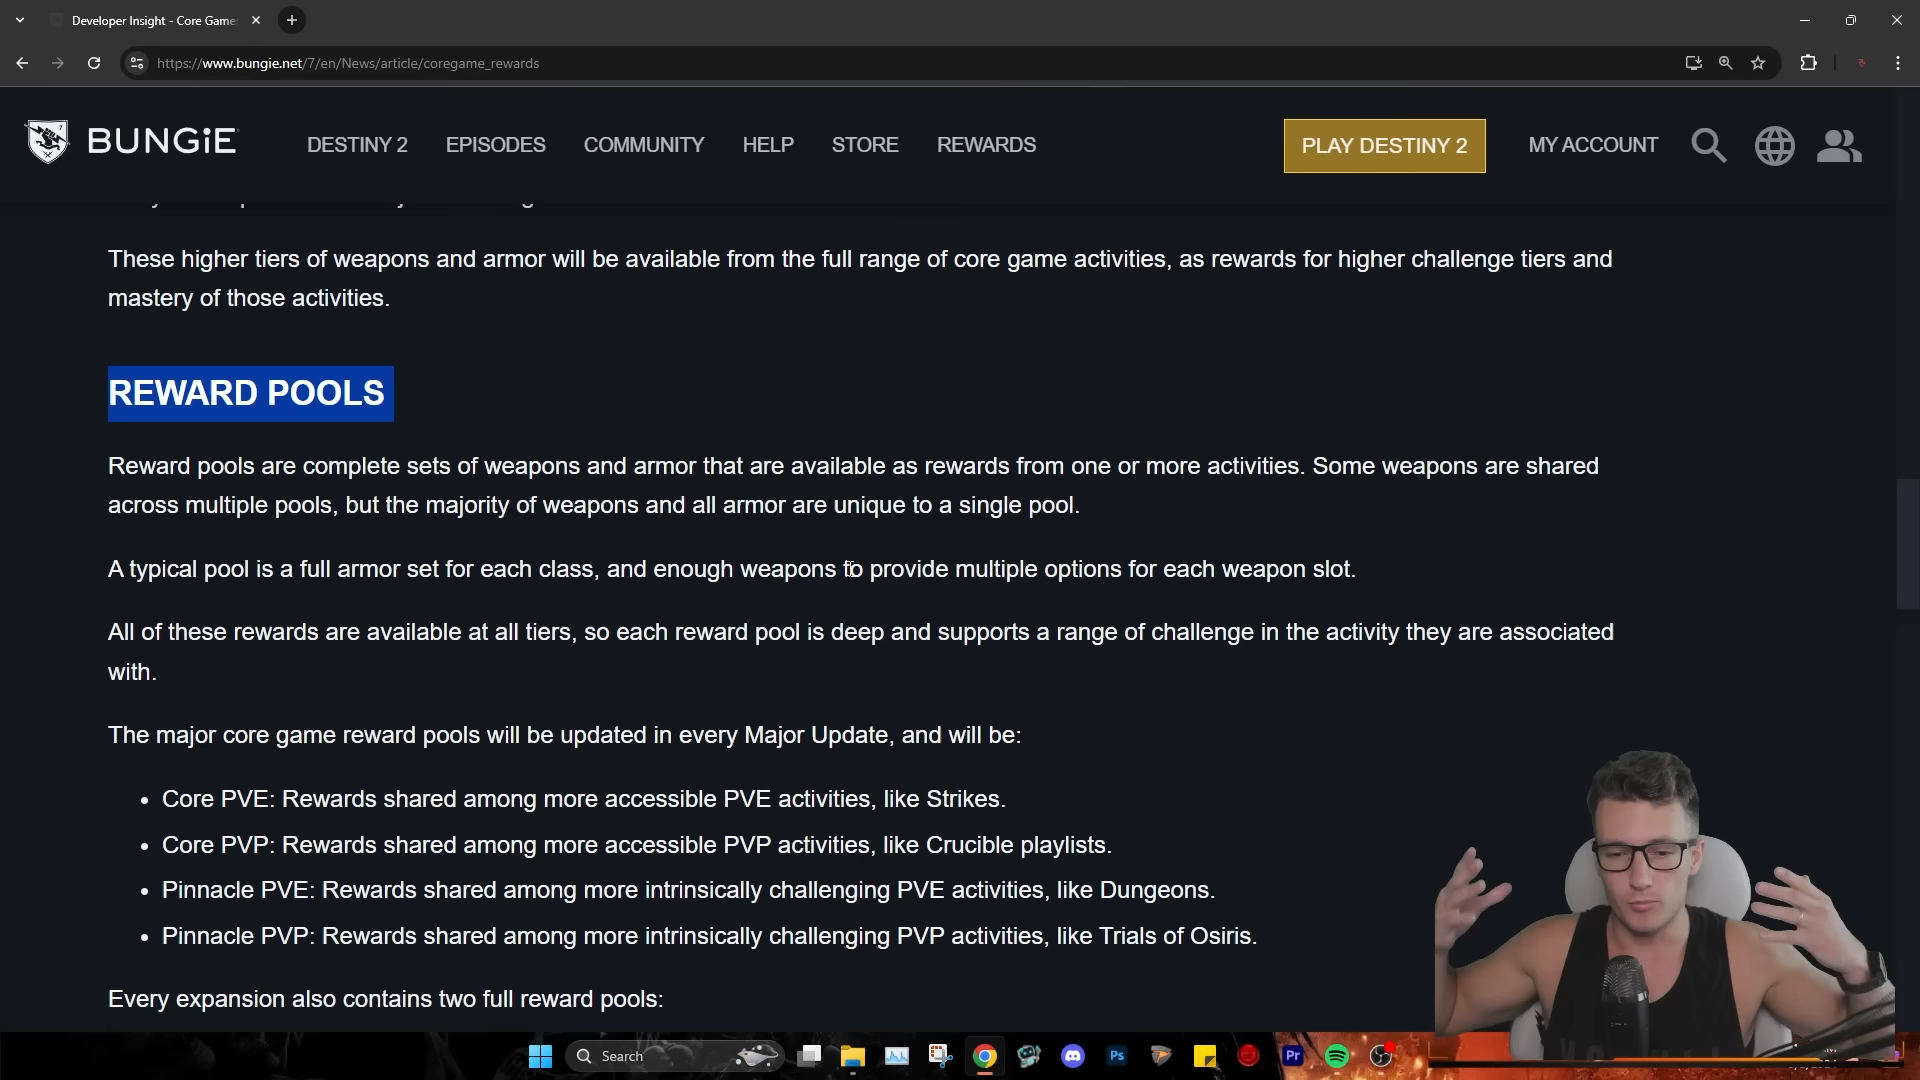 Developer Insight - Core Game
https://www.bungie.net/7/en/News/article/coregame_rewards
BUNGiE
DESTINY 2
EPISODES
COMMUNITY
HELP
STORE
REWARDS
PLAY DESTINY 2
MY ACCOUNT
These higher tiers of weapons and armor will be available from the full range of core game activities, as rewards for higher challenge tiers and
mastery of those activities.
REWARD POOLS
Reward pools are complete sets of weapons and armor that are available as rewards from one or more activities. Some weapons are shared
across multiple pools, but the majority of weapons and all armor are unique to a single pool.
A typical pool is a full armor set for each class, and enough weapons to provide multiple options for each weapon slot.
All of these rewards are available at all tiers, so each reward pool is deep and supports a range of challenge in the activity they are associated
with.
The major core game reward pools will be updated in every Major Update, and will be:
• Core PVE: Rewards shared among more accessible PVE activities, like Strikes.
• Core PVP: Rewards shared among more accessible PVP activities, like Crucible playlists.
• Pinnacle PVE: Rewards shared among more intrinsically challenging PVE activities, like Dungeons.
• Pinnacle PVP: Rewards shared among more intrinsically challenging PVP activities, like Trials of Osiris.
Every expansion also contains two full reward pools:
Search
Ps
Pr